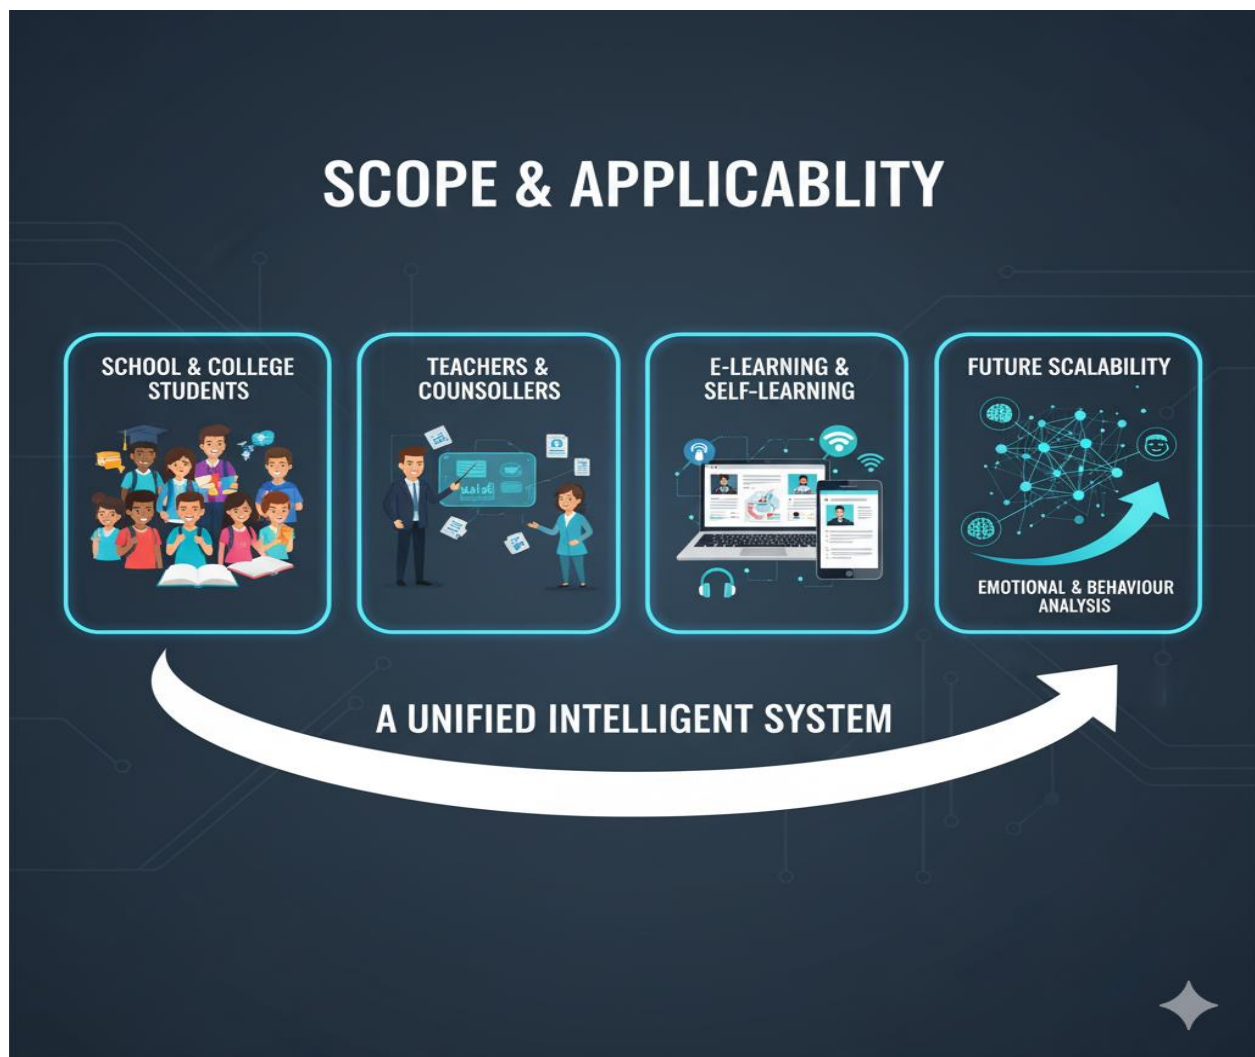 SCOPE & APPLICABLITY
SCHOOL & COLLEGE
STUDENTS
TEACHERS &
COUNSOLLERS
E-LEARNING &
SELF-LEARNING
FUTURE SCALABILITY
EMOTIONAL & BEHAVIOUR
ANALYSIS
A UNIFIED INTELLIGENT SYSTEM